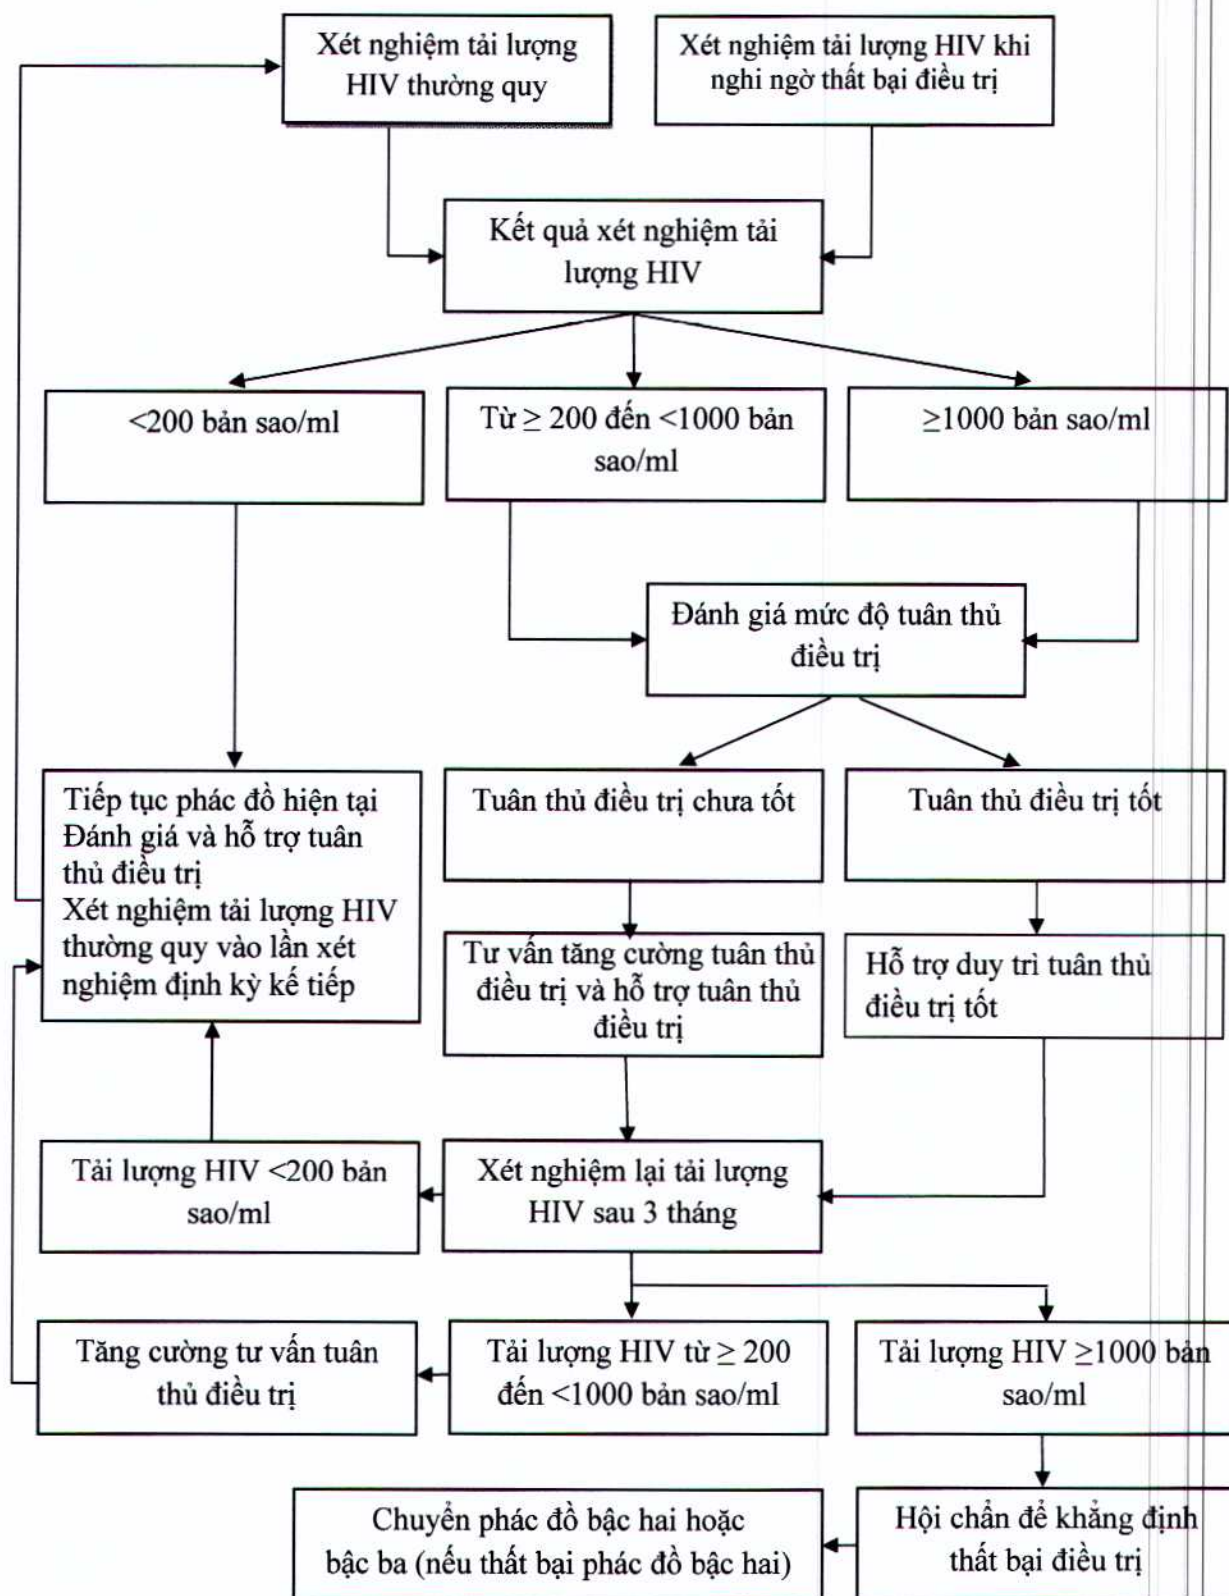 Xét nghiệm tải lượng
HIV thường quy
Xét nghiệm tải lượng HIV khi
nghi ngờ thất bại điều trị
Kết quả xét nghiệm tải
lượng HIV
<200 bản sao/ml
Từ ≥ 200 đến <1000 bản
sao/ml
≥1000 bản sao/ml
Đánh giá mức độ tuân thủ
điều trị
Tiếp tục phác đồ hiện tại
Đánh giá và hỗ trợ tuân
thủ điều trị
Xét nghiệm tải lượng HIV
thường quy vào lần xét
nghiệm định kỳ kế tiếp
Tuân thủ điều trị chưa tốt
Tuân thủ điều trị tốt
Tư vấn tăng cường tuân thủ
điều trị và hỗ trợ tuân thủ
điều trị
Hỗ trợ duy trì tuân thủ
điều trị tốt
Tải lượng HIV <200 bản
sao/ml
Xét nghiệm lại tải lượng
HIV sau 3 tháng
Tăng cường tư vấn tuân
thủ điều trị
Tải lượng HIV từ ≥ 200
đến <1000 bản sao/ml
Tải lượng HIV ≥1000 bản
sao/ml
Chuyển phác đồ bậc hai hoặc
bậc ba (nếu thất bại phác đồ bậc hai)
Hội chẩn để khẳng định
thất bại điều trị